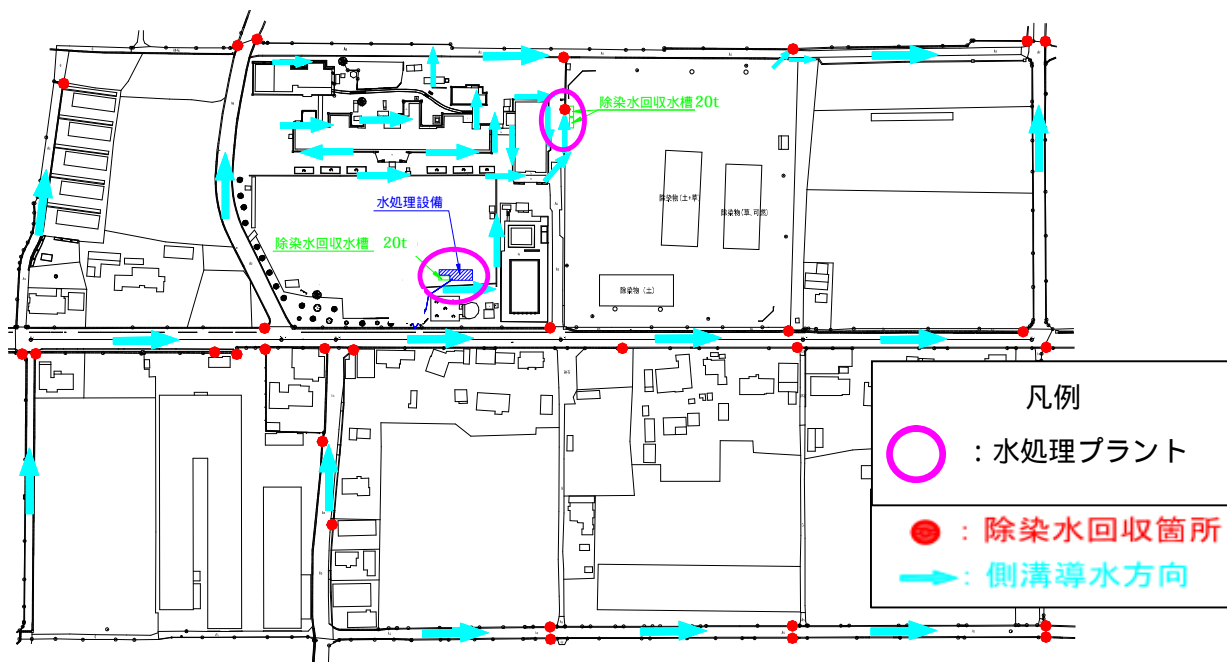 除染水回収水槽20t
除染物(土+草)
除染物(草、可燃)
水処理設備
除染水回収水槽 20t
除染物(土)
凡例
:水処理プラント
:除染水回収箇所
:側溝導水方向